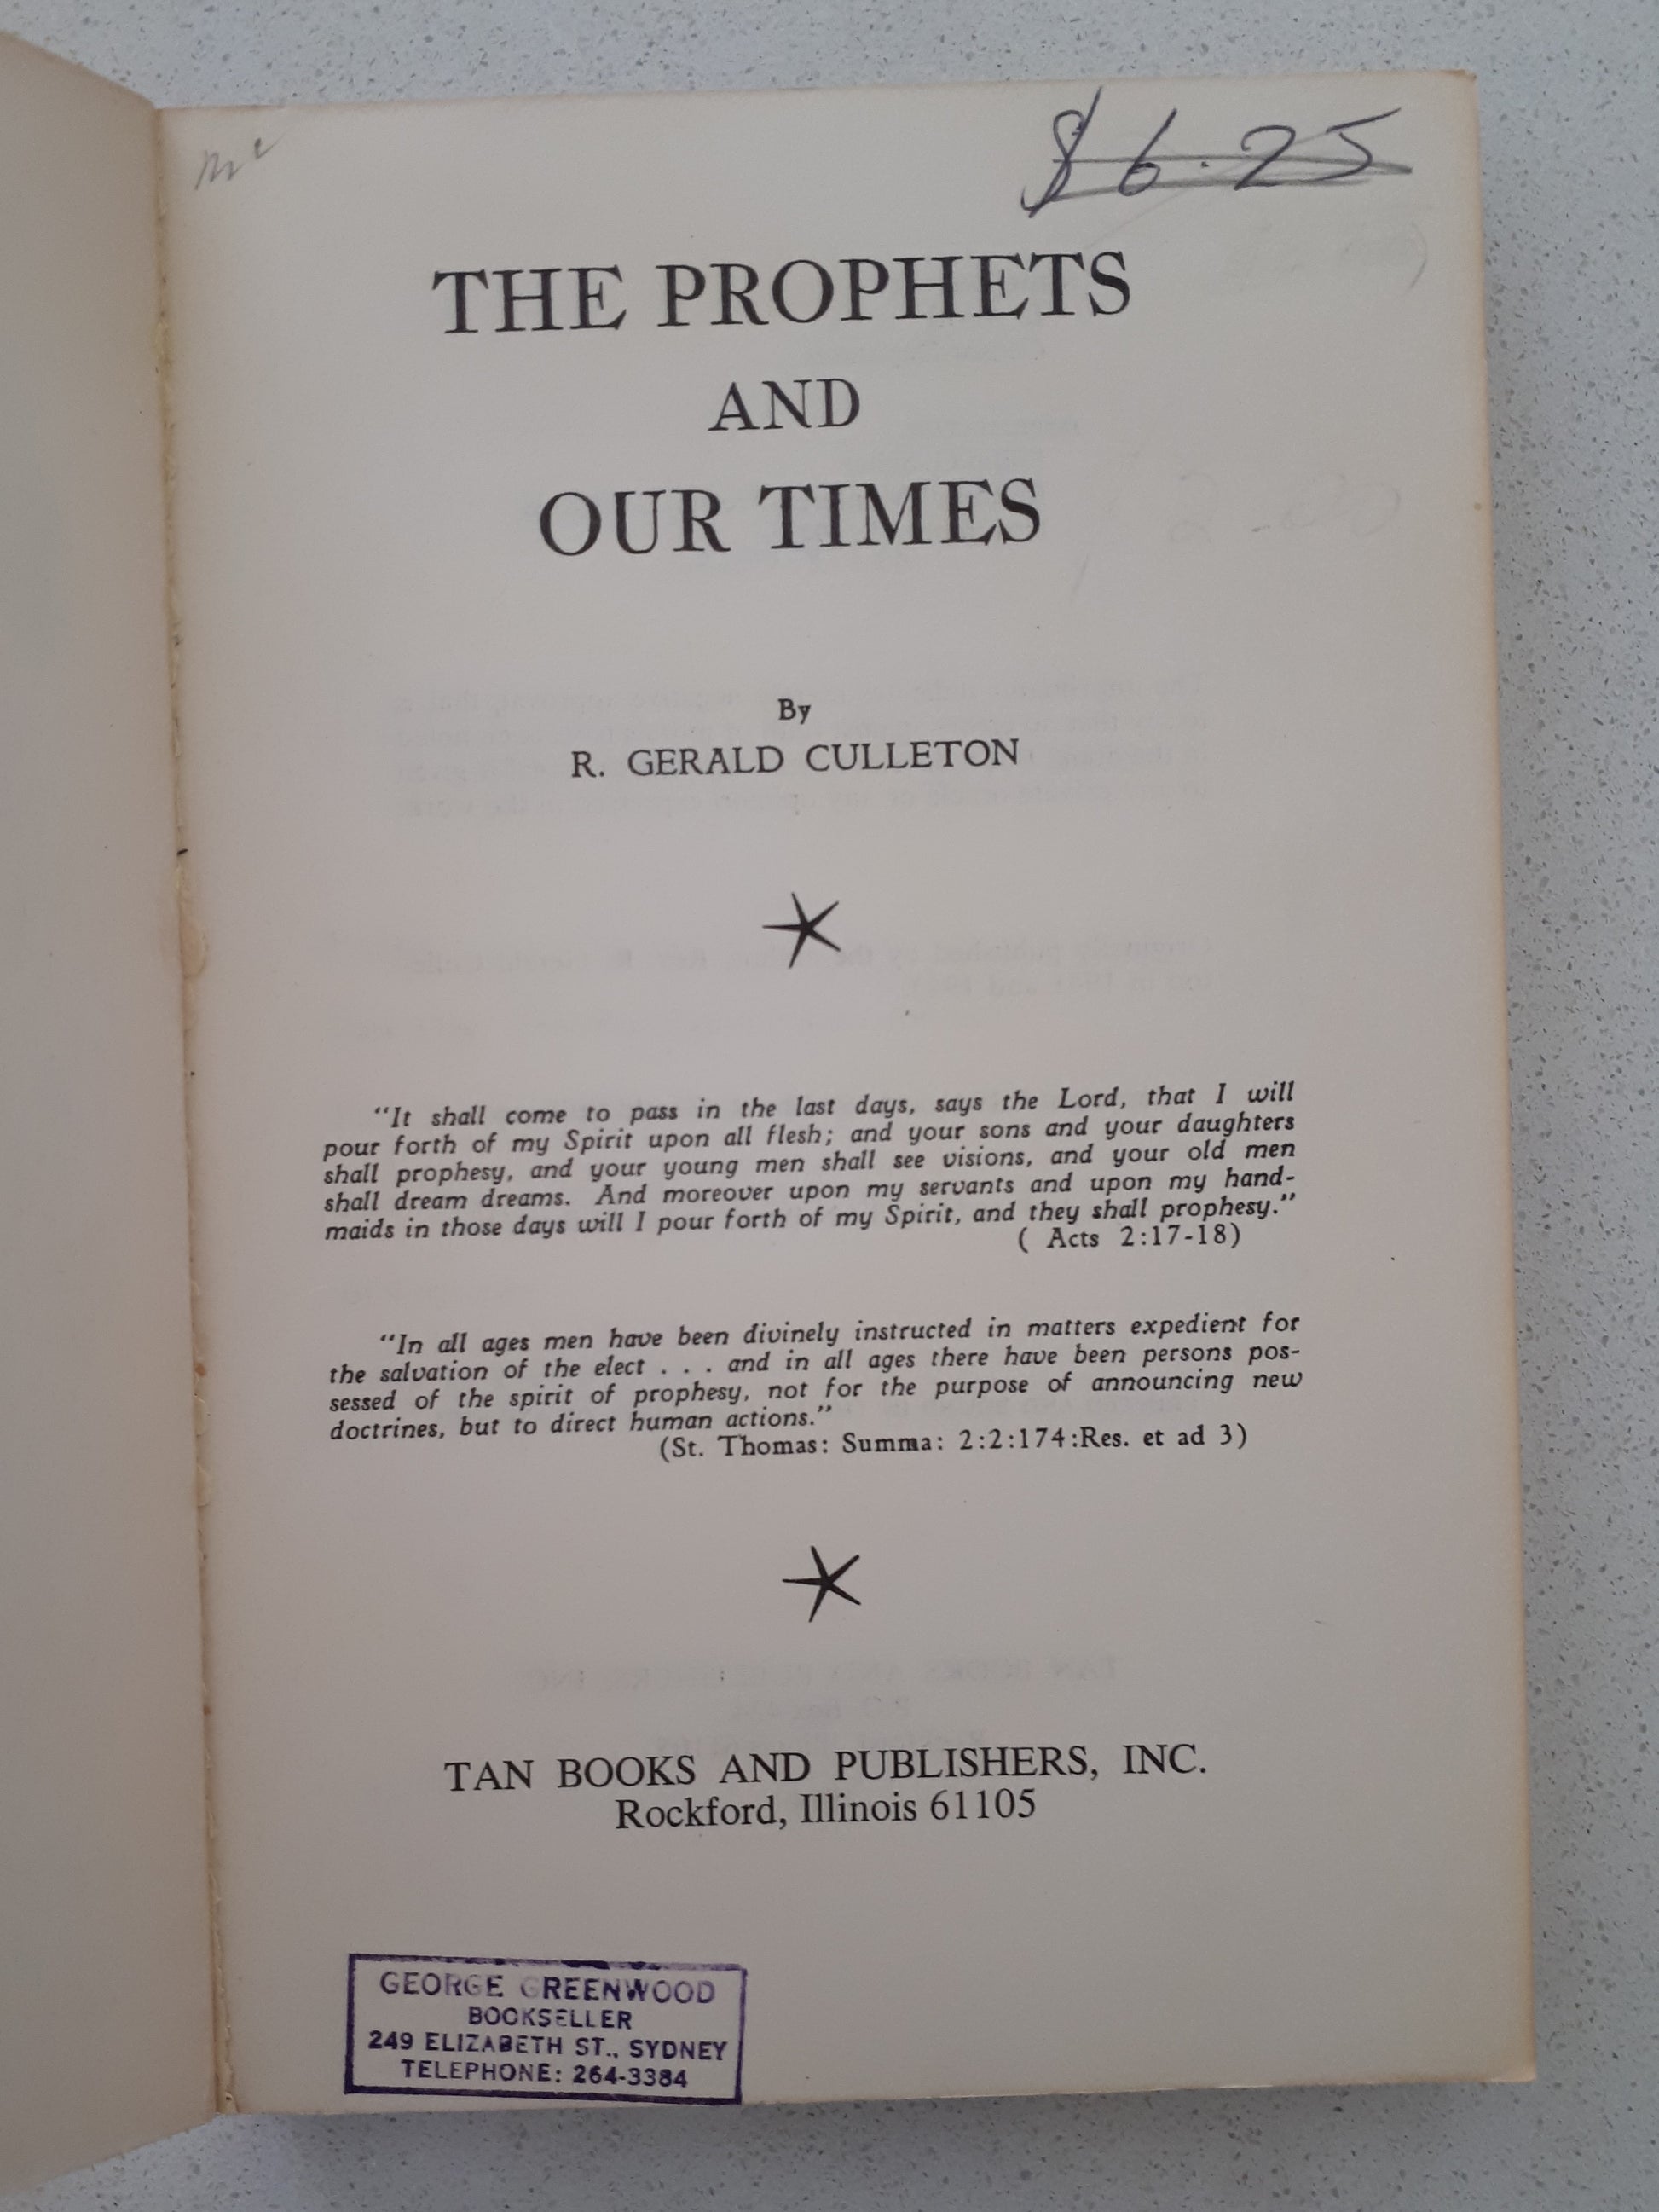 $6.25
THE PROPHETS
AND
OUR TIMES
By
R. GERALD CULLETON
"It shall come to pass in the last days, says the Lord, that I will
pour forth of my Spirit upon all flesh; and your sons and your daughters
shall prophesy, and your young men shall see visions, and your old men
shall dream dreams. And moreover upon my servants and upon my hand-
maids in those days will I pour forth of my Spirit, and they shall prophesy."
( Acts 2:17-18)
"In all ages men have been divinely instructed in matters expedient for
the salvation of the elect . . . and in all ages there have been persons pos-
sessed of the spirit of prophesy, not for the purpose of announcing new
doctrines, but to direct human actions."
(St. Thomas: Summa: 2:2:174:Res. et ad 3)
TAN BOOKS AND PUBLISHERS, INC.
Rockford, Illinois 61105
GEORGE GREENWOOD
BOOKSELLER
249 ELIZABETH ST., SYDNEY
TELEPHONE: 264-3384